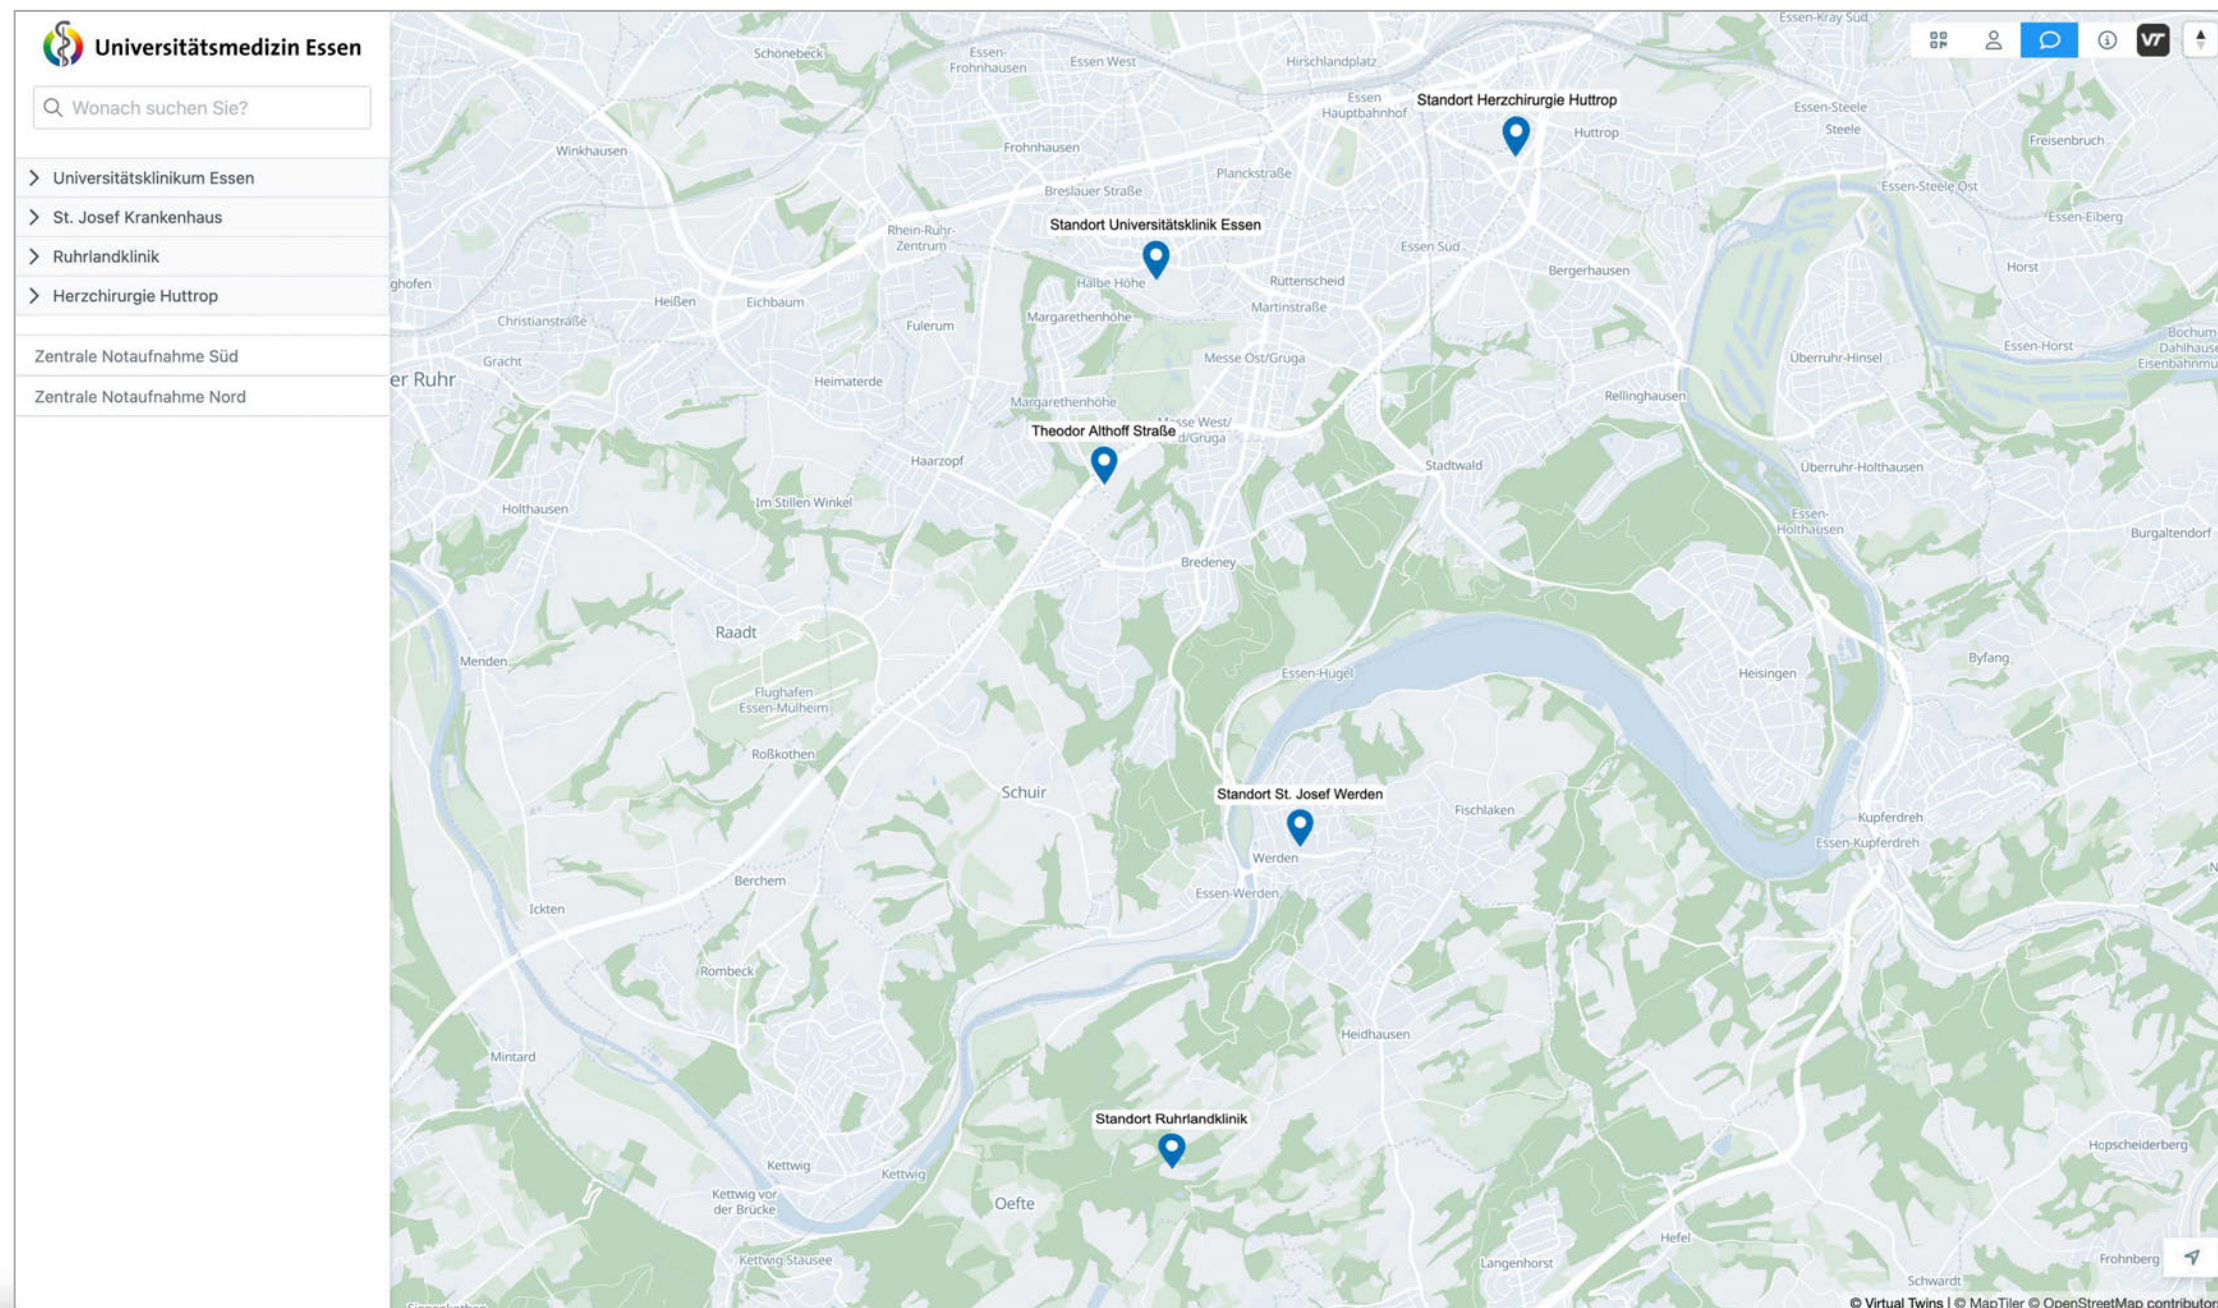 Universitätsmedizin Essen
Wonach suchen Sie?
Universitätsklinikum Essen
St. Josef Krankenhaus
Ruhrlandklinik
Herzchirurgie Huttrop
Zentrale Notaufnahme Süd
Zentrale Notaufnahme Nord
Essen-Kray Süd
VT
Schönebeck
Essen-
Frohnhausen
Essen West
Hirschlandplatz
Essen
Hauptbahnhof
Standort Herzchirurgie Huttrop
Huttrop
Essen-Steele
Steele
Freisenbruch
Winkhausen
Frohnhausen
Planckstraße
Breslauer Straße
Essen-Steele Ost
Essen-Eiberg
Standort Universitätsklinik Essen
Rhein-Ruhr-
Zentrum
Essen Süd
Bergerhausen
Horst
ghofen
Halbe Höhe
Rüttenscheid
Heißen
Eichbaum
Martinstraße
Christianstraße
Fulerum
Margarethenhöhe
Bochum
Dahlhause
Eisenbahnmu
Essen-Horst
Gracht
Messe Ost/Gruga
Überruhr-Hinsel
er Ruhr
Heimaterde
Rellinghausen
Margarethenhöhe
sse West/
d/Gruga
Theodor Althoff Straße
Haarzopf
Stadtwald
Überruhr-Holthausen
Im Stillen Winkel
Holthausen
Essen-
Holthausen
Burgaltendorf
Bredeney
Raadt
Menden
Essen-Hügel
Heisingen
Byfang
Flughafen
Essen-Mülheim
Roßkothen
Schuir
Standort St. Josef Werden
Fischlaken
Kupferdreh
Essen-Kupferdreh
Werden
Berchem
Essen-Werden
N
Ickten
Rombeck
Heidhausen
Mintard
Standort Ruhrlandklinik
Hopscheiderberg
Kettwig
Kettwig
Kettwig vor
der Brücke
Oefte
Hefel
Kettwig Stausee
Langenhorst
Frohnberg
Schwardt
© Virtual Twins | © MapTiler © OpenStreetMap contributor